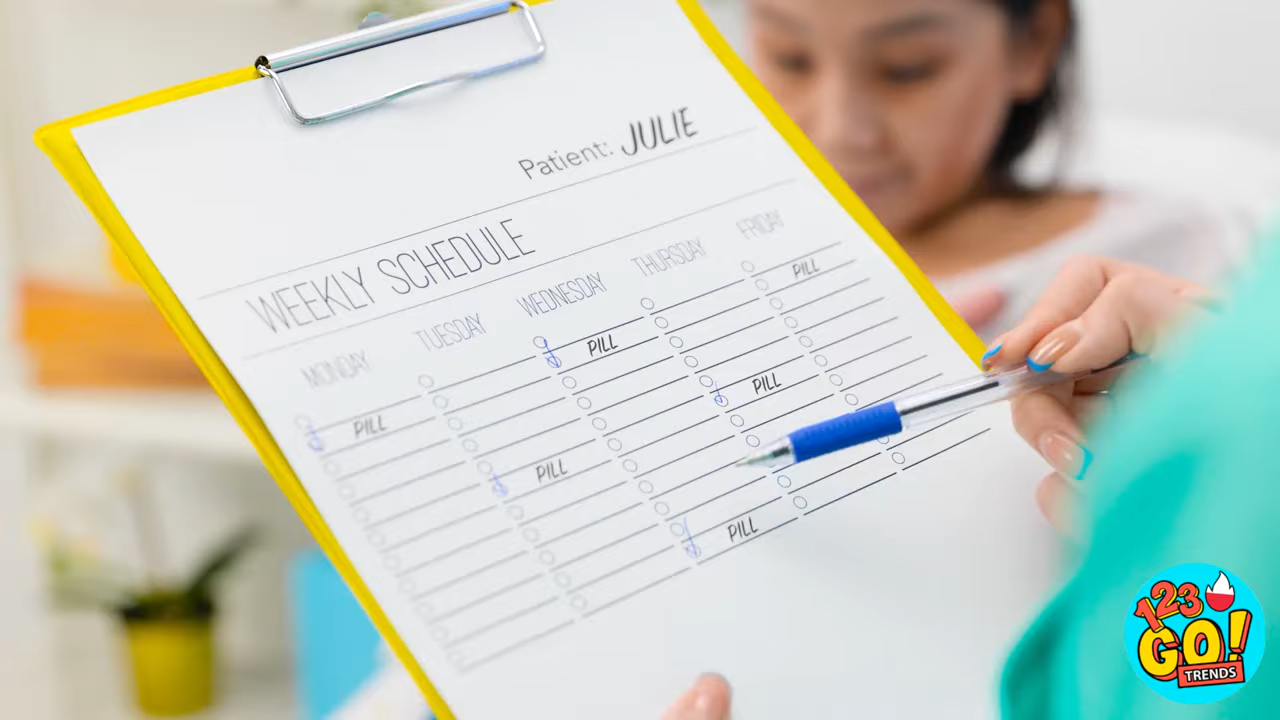 Patient: JULIE
WEEKLY SCHEDULE
MONDAY TUESDAY WEDNESDAY THURSDAY FRIDAY
PILL
PILL
PILL
PILL
PILL
PILL
123
GO!
TRENDS